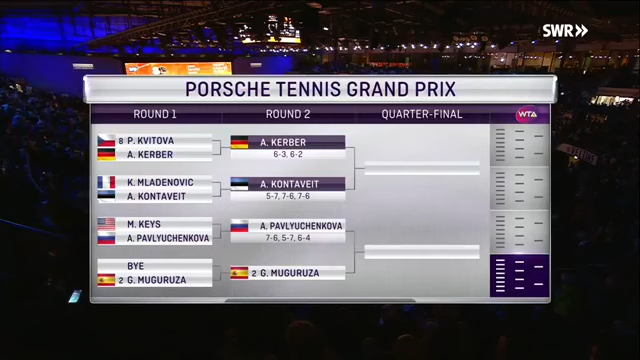 SWR»
PORSCHE TENNIS GRAND PRIX
ROUND 1 ROUND 2 QUARTER-FINAL WTA
8 P. KVITOVA
A. KERBER
A. KERBER
6-3, 6-2
K. MLADENOVIC
A. KONTAVEIT
A. KONTAVEIT
5-7, 7-6, 7-6
M. KEYS
A. PAVLYUCHENKOVA
A. PAVLYUCHENKOVA
7-6, 5-7, 6-4
BYE
2 G. MUGURUZA
2 G. MUGURUZA